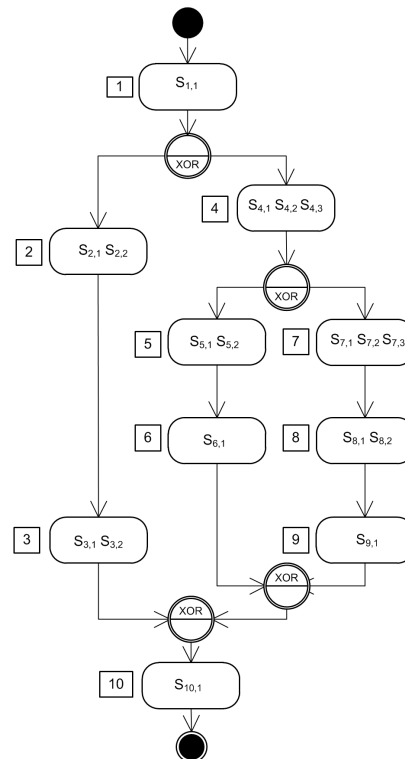 1
S1,1
XOR
4
S4,1 S4,2 S4,3
2
S2,1 S2,2
XOR
5
S5,1 S5,2
7
S7,1 S7,2 S7,3
6
S6,1
8
S8,1 S8,2
3
S3,1 S3,2
9
S9,1
XOR
XOR
10
S10,1